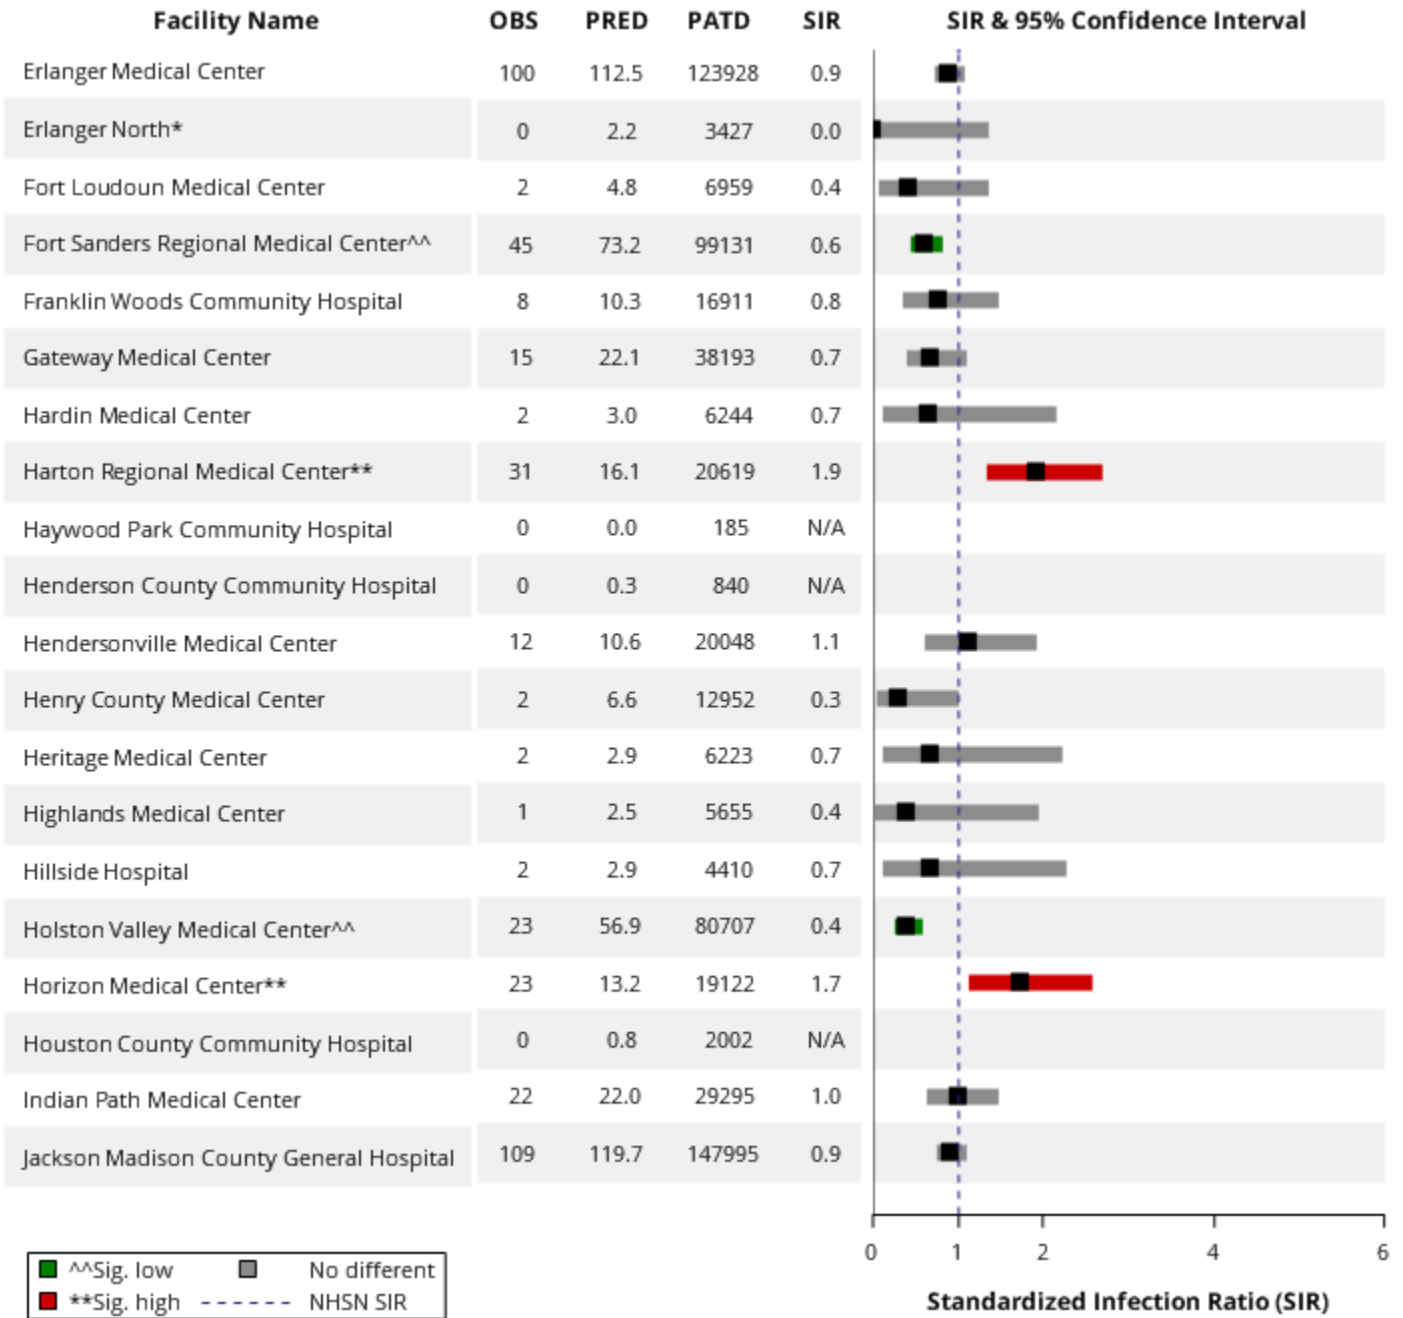 Facility Name OBS PRED PATD SIR SIR & 95% Confidence Interval
Erlanger Medical Center 100 112.5 123928 0.9
Erlanger North* 0 2.2 3427 0.0
Fort Loudoun Medical Center 2 4.8 6959 0.4
Fort Sanders Regional Medical Center^^ 45 73.2 99131 0.6
Franklin Woods Community Hospital 8 10.3 16911 0.8
Gateway Medical Center 15 22.1 38193 0.7
Hardin Medical Center 2 3.0 6244 0.7
Harton Regional Medical Center** 31 16.1 20619 1.9
Haywood Park Community Hospital 0 0.0 185 N/A
Henderson County Community Hospital 0 0.3 840 N/A
Hendersonville Medical Center 12 10.6 20048 1.1
Henry County Medical Center 2 6.6 12952 0.3
Heritage Medical Center 2 2.9 6223 0.7
Highlands Medical Center 1 2.5 5655 0.4
Hillside Hospital 2 2.9 4410 0.7
Holston Valley Medical Center^^ 23 56.9 80707 0.4
Horizon Medical Center** 23 13.2 19122 1.7
Houston County Community Hospital 0 0.8 2002 N/A
Indian Path Medical Center 22 22.0 29295 1.0
Jackson Madison County General Hospital 109 119.7 147995 0.9
0 1 2 4 6
^^Sig. low No different
**Sig. high NHSN SIR
Standardized Infection Ratio (SIR)